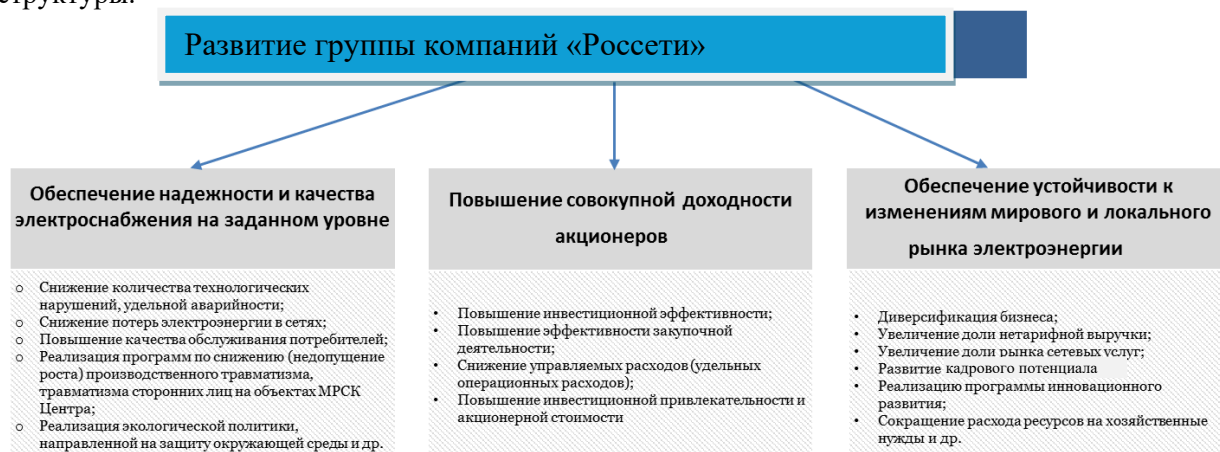 структуры.
Развитие группы компаний «Россети»
Обеспечение надежности и качества
электроснабжения на заданном уровне
○ Снижение количества технологических
нарушений, удельной аварийности;
○ Снижение потерь электроэнергии в сетях;
○ Повышение качества обслуживания потребителей;
○ Реализация программ по снижению (недопущение
роста) производственного травматизма,
травматизма сторонних лиц на объектах МРСК
Центра;
○ Реализация экологической политики,
направленной на защиту окружающей среды и др.
Повышение совокупной доходности
акционеров
• Повышение инвестиционной эффективности;
• Повышение эффективности закупочной
деятельности;
• Снижение управляемых расходов (удельных
операционных расходов);
• Повышение инвестиционной привлекательности и
акционерной стоимости
Обеспечение устойчивости к
изменениям мирового и локального
рынка электроэнергии
• Диверсификация бизнеса;
• Увеличение доли нетарифной выручки;
• Увеличение доли рынка сетевых услуг;
• Развитие кадрового потенциала
• Реализацию программы инновационного
развития;
• Сокращение расхода ресурсов на хозяйственные
нужды и др.